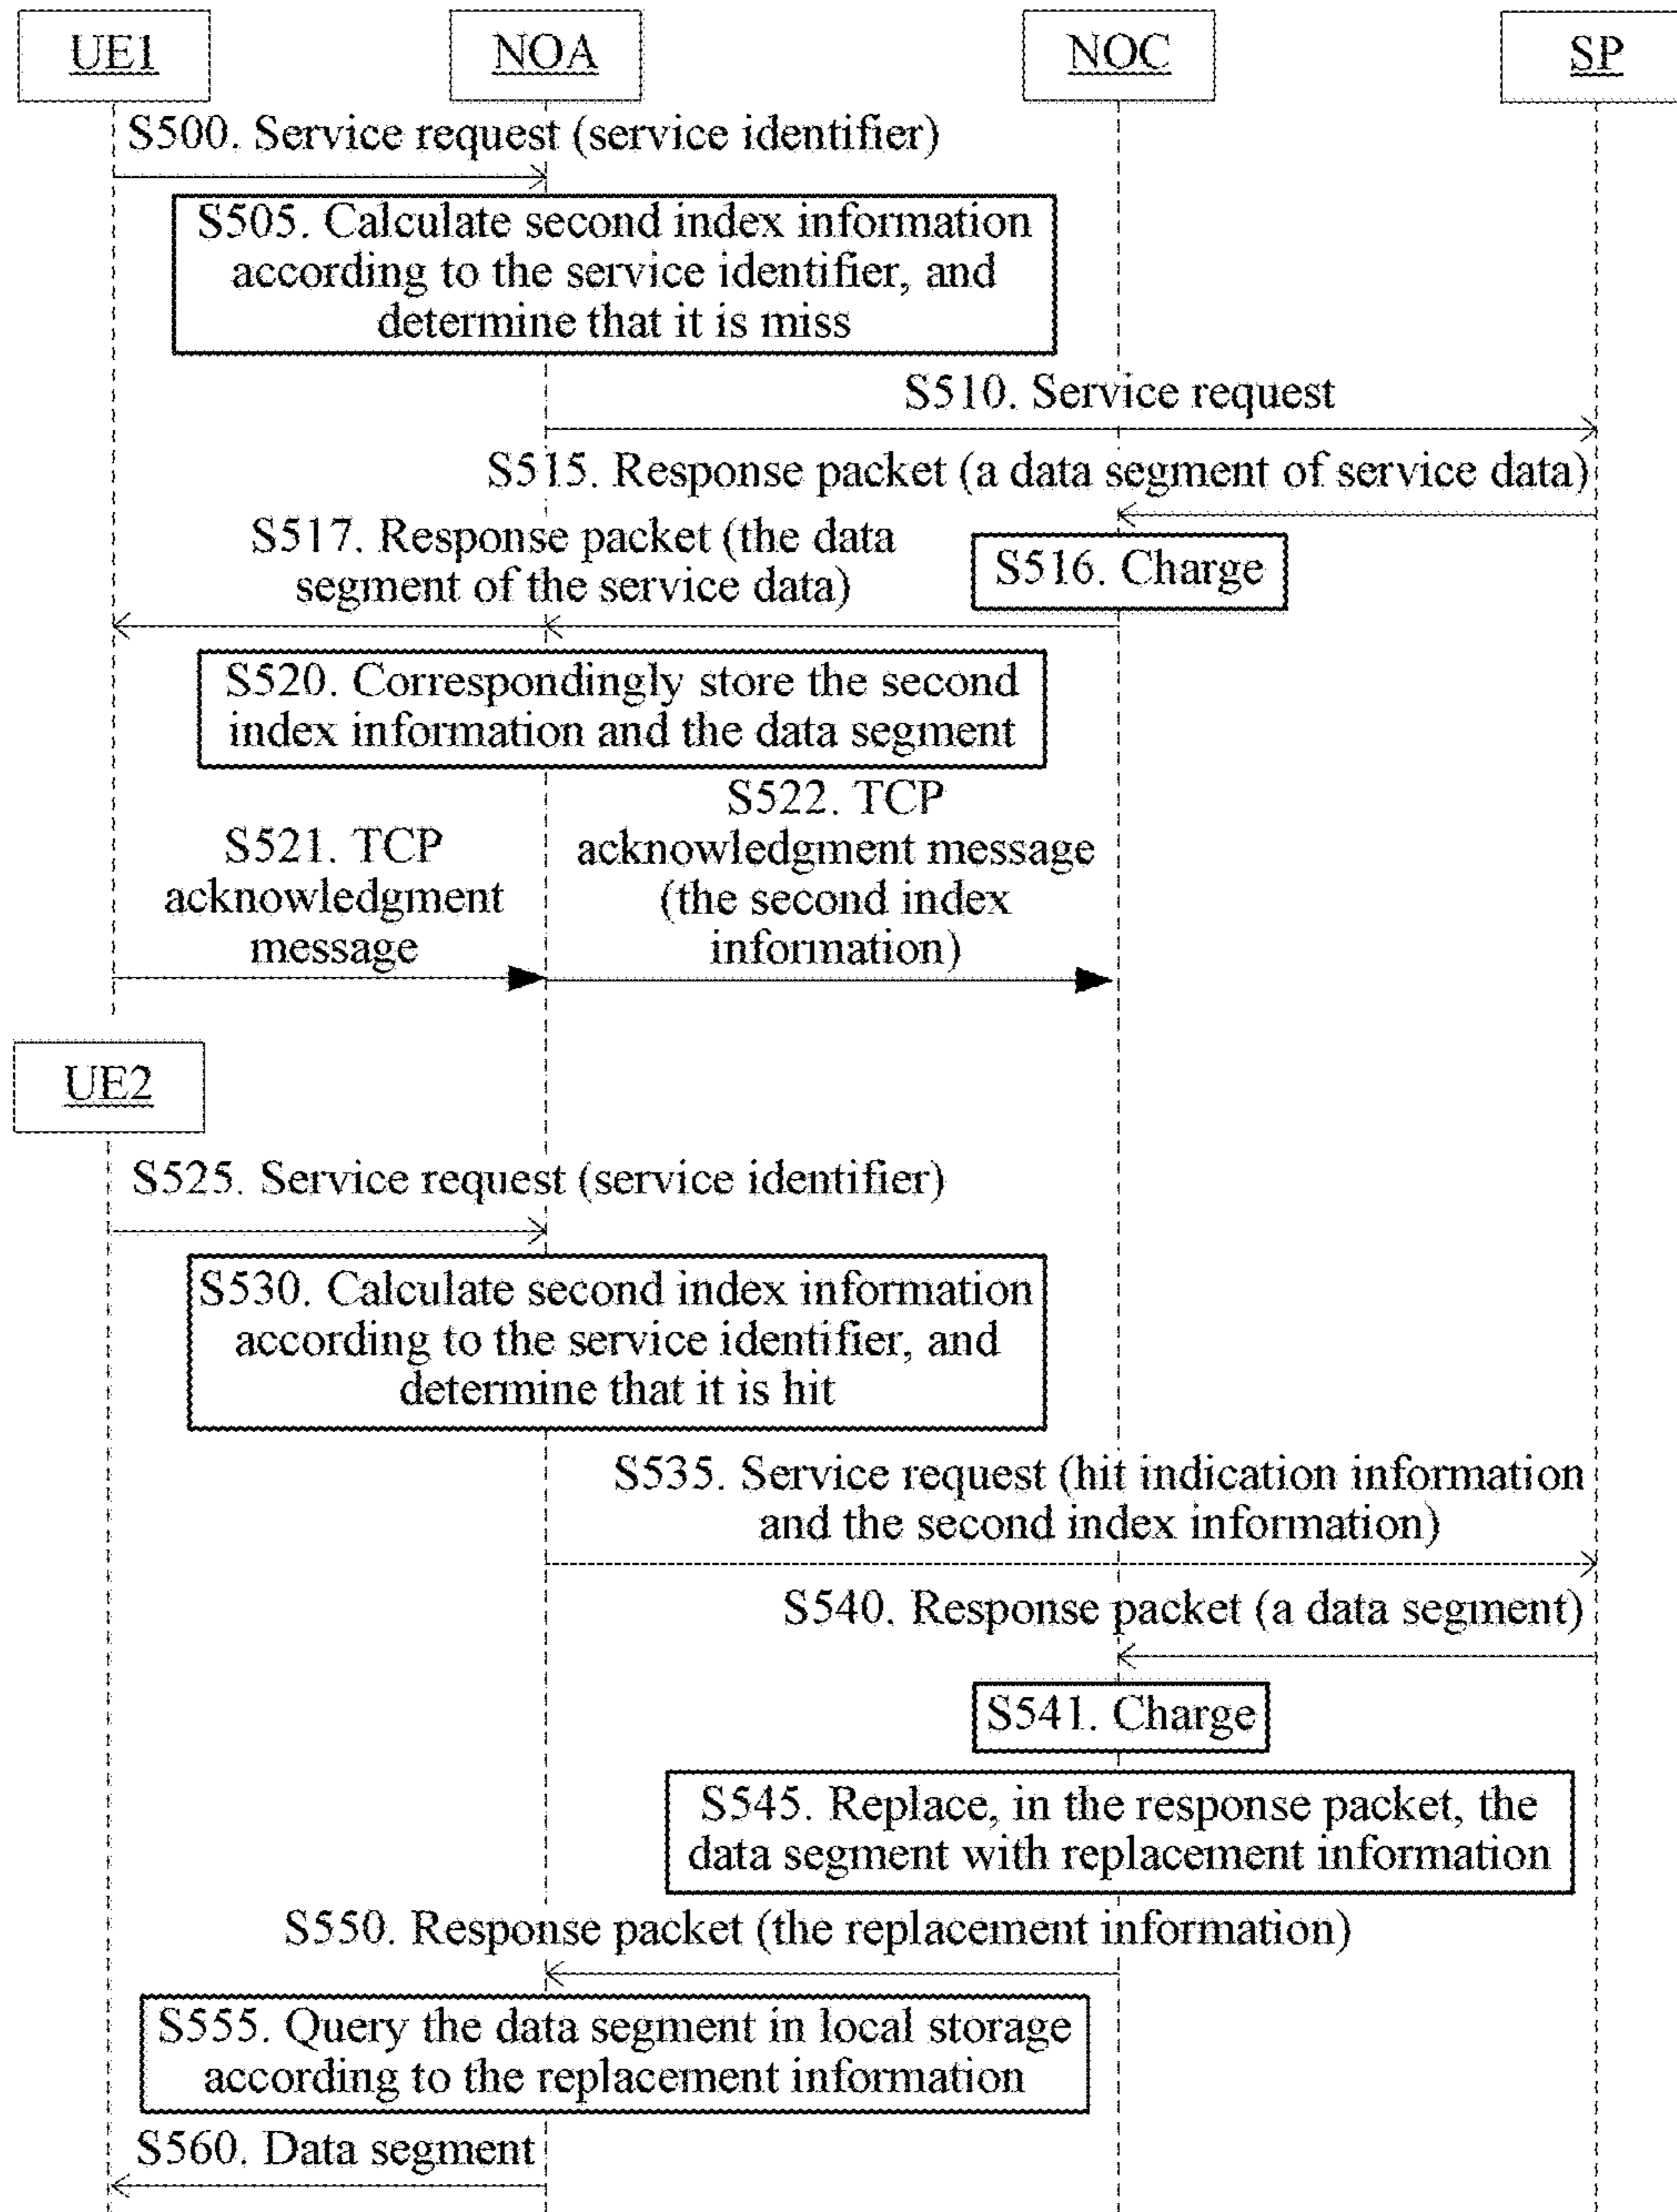 UE1
NOA
NOC
SP
S500. Service request (service identifier)
S505. Calculate second index information
according to the service identifier, and
determine that it is miss
S510. Service request
S515. Response packet (a data segment of service data)
S517. Response packet (the data
segment of the service data)
S516. Charge
S520. Correspondingly store the second
index information and the data segment
S521. TCP
acknowledgment
message
S522. TCP
acknowledgment message
(the second index
information)
UE2
S525. Service request (service identifier)
S530. Calculate second index information
according to the service identifier, and
determine that it is hit
S535. Service request (hit indication information
and the second index information)
S540. Response packet (a data segment)
S541. Charge
S545. Replace, in the response packet, the
data segment with replacement information
S550. Response packet (the replacement information)
S555. Query the data segment in local storage
according to the replacement information
S560. Data segment